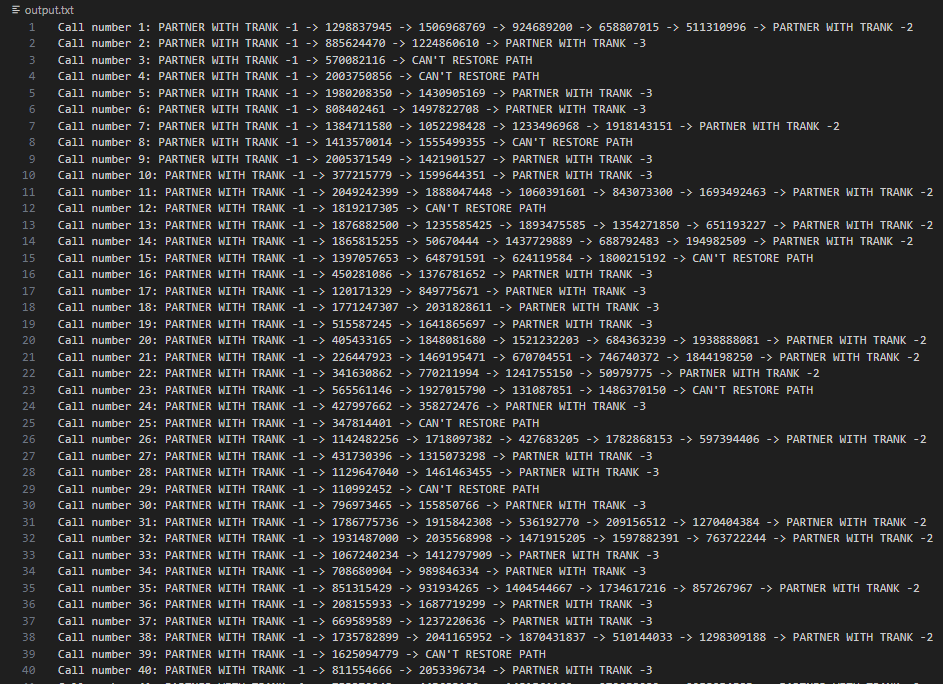 output.txt
1 Call number 1: PARTNER WITH TRANK -1 -> 1298837945 -> 1506968769 -> 924689200 -> 658807015 -> 511310996 -> PARTNER WITH TRANK -2
2 Call number 2: PARTNER WITH TRANK -1 -> 885624470 -> 1224860610 -> PARTNER WITH TRANK -3
3 Call number 3: PARTNER WITH TRANK -1 -> 570082116 -> CAN'T RESTORE PATH
4 Call number 4: PARTNER WITH TRANK -1 -> 2003750856 -> CAN'T RESTORE PATH
5 Call number 5: PARTNER WITH TRANK -1 -> 1980208350 -> 1430905169 -> PARTNER WITH TRANK -3
6 Call number 6: PARTNER WITH TRANK -1 -> 808402461 -> 1497822708 -> PARTNER WITH TRANK -3
7 Call number 7: PARTNER WITH TRANK -1 -> 1384711580 -> 1052298428 -> 1233496968 -> 1918143151 -> PARTNER WITH TRANK -2
8 Call number 8: PARTNER WITH TRANK -1 -> 1413570014 -> 1555499355 -> CAN'T RESTORE PATH
9 Call number 9: PARTNER WITH TRANK -1 -> 2005371549 -> 1421901527 -> PARTNER WITH TRANK -3
10 Call number 10: PARTNER WITH TRANK -1 -> 377215779 -> 1599644351 -> PARTNER WITH TRANK -3
11 Call number 11: PARTNER WITH TRANK -1 -> 2049242399 -> 1888047448 -> 1060391601 -> 843073300 -> 1693492463 -> PARTNER WITH TRANK -2
12 Call number 12: PARTNER WITH TRANK -1 -> 1819217305 -> CAN'T RESTORE PATH
13 Call number 13: PARTNER WITH TRANK -1 -> 1876882500 -> 1235585425 -> 1893475585 -> 1354271850 -> 651193227 -> PARTNER WITH TRANK -2
14 Call number 14: PARTNER WITH TRANK -1 -> 1865815255 -> 50670444 -> 1437729889 -> 688792483 -> 194982509 -> PARTNER WITH TRANK -2
15 Call number 15: PARTNER WITH TRANK -1 -> 1397057653 -> 648791591 -> 624119584 -> 1800215192 -> CAN'T RESTORE PATH
16 Call number 16: PARTNER WITH TRANK -1 -> 450281086 -> 1376781652 -> PARTNER WITH TRANK -3
17 Call number 17: PARTNER WITH TRANK -1 -> 120171329 -> 849775671 -> PARTNER WITH TRANK -3
18 Call number 18: PARTNER WITH TRANK -1 -> 1771247307 -> 2031828611 -> PARTNER WITH TRANK -3
19 Call number 19: PARTNER WITH TRANK -1 -> 515587245 -> 1641865697 -> PARTNER WITH TRANK -3
20 Call number 20: PARTNER WITH TRANK -1 -> 405433165 -> 1848081680 -> 1521232203 -> 684363239 -> 1938888081 -> PARTNER WITH TRANK -2
21 Call number 21: PARTNER WITH TRANK -1 -> 226447923 -> 1469195471 -> 670704551 -> 746740372 -> 1844198250 -> PARTNER WITH TRANK -2
22 Call number 22: PARTNER WITH TRANK -1 -> 341630862 -> 770211994 -> 1241755150 -> 50979775 -> PARTNER WITH TRANK -2
23 Call number 23: PARTNER WITH TRANK -1 -> 565561146 -> 1927015790 -> 131087851 -> 1486370150 -> CAN'T RESTORE PATH
24 Call number 24: PARTNER WITH TRANK -1 -> 427997662 -> 358272476 -> PARTNER WITH TRANK -3
25 Call number 25: PARTNER WITH TRANK -1 -> 347814401 -> CAN'T RESTORE PATH
26 Call number 26: PARTNER WITH TRANK -1 -> 1142482256 -> 1718097382 -> 427683205 -> 1782868153 -> 597394406 -> PARTNER WITH TRANK -2
27 Call number 27: PARTNER WITH TRANK -1 -> 431730396 -> 1315073298 -> PARTNER WITH TRANK -3
28 Call number 28: PARTNER WITH TRANK -1 -> 1129647040 -> 1461463455 -> PARTNER WITH TRANK -3
29 Call number 29: PARTNER WITH TRANK -1 -> 110992452 -> CAN'T RESTORE PATH
30 Call number 30: PARTNER WITH TRANK -1 -> 796973465 -> 155850766 -> PARTNER WITH TRANK -3
31 Call number 31: PARTNER WITH TRANK -1 -> 1786775736 -> 1915842308 -> 536192770 -> 209156512 -> 1270404384 -> PARTNER WITH TRANK -2
32 Call number 32: PARTNER WITH TRANK -1 -> 1931487000 -> 2035568998 -> 1471915205 -> 1597882391 -> 763722244 -> PARTNER WITH TRANK -2
33 Call number 33: PARTNER WITH TRANK -1 -> 1067240234 -> 1412797909 -> PARTNER WITH TRANK -3
34 Call number 34: PARTNER WITH TRANK -1 -> 708680904 -> 989846334 -> PARTNER WITH TRANK -3
35 Call number 35: PARTNER WITH TRANK -1 -> 851315429 -> 931934265 -> 1404544667 -> 1734617216 -> 857267967 -> PARTNER WITH TRANK -2
36 Call number 36: PARTNER WITH TRANK -1 -> 208155933 -> 1687719299 -> PARTNER WITH TRANK -3
37 Call number 37: PARTNER WITH TRANK -1 -> 669589589 -> 1237220636 -> PARTNER WITH TRANK -3
38 Call number 38: PARTNER WITH TRANK -1 -> 1735782899 -> 2041165952 -> 1870431837 -> 510144033 -> 1298309188 -> PARTNER WITH TRANK -2
39 Call number 39: PARTNER WITH TRANK -1 -> 1625094779 -> CAN'T RESTORE PATH
40 Call number 40: PARTNER WITH TRANK -1 -> 811554666 -> 2053396734 -> PARTNER WITH TRANK -3